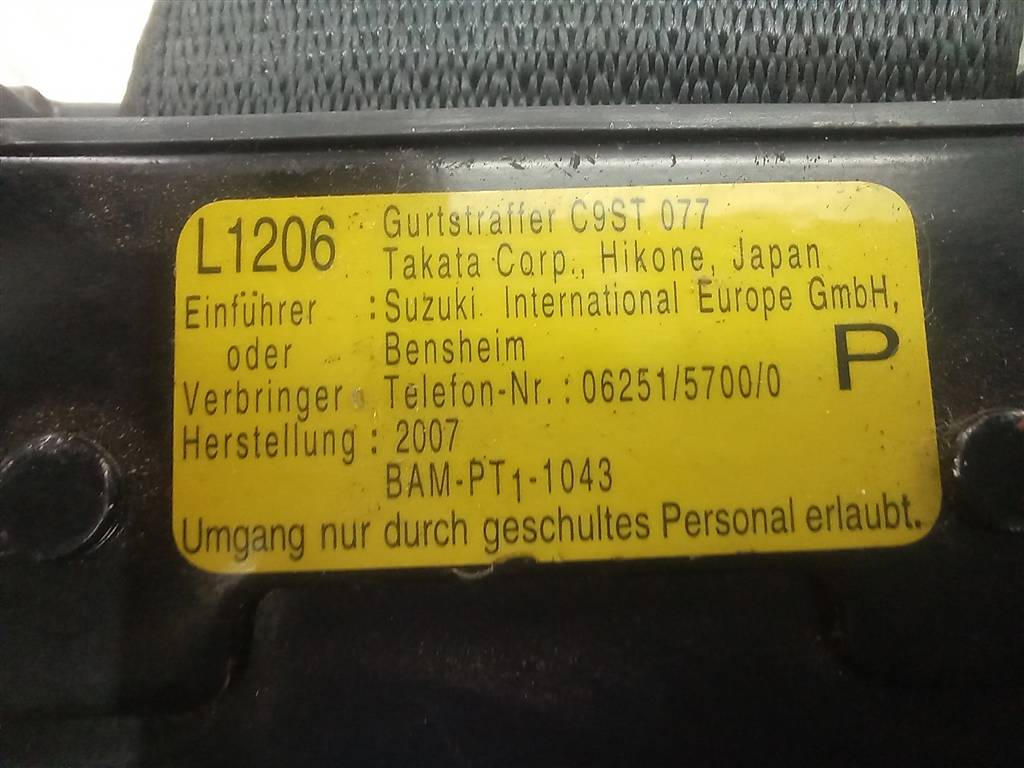 L1206 Gurtstraffer C9ST 077
Takata Corp., Hikone, Japan
Einführer : Suzuki International Europe GmbH,
oder Bensheim
P
Verbringer Telefon-Nr. : 06251/5700/0
Herstellung : 2007
BAM-PT1-1043
Umgang nur durch geschultes Personal erlaubt.